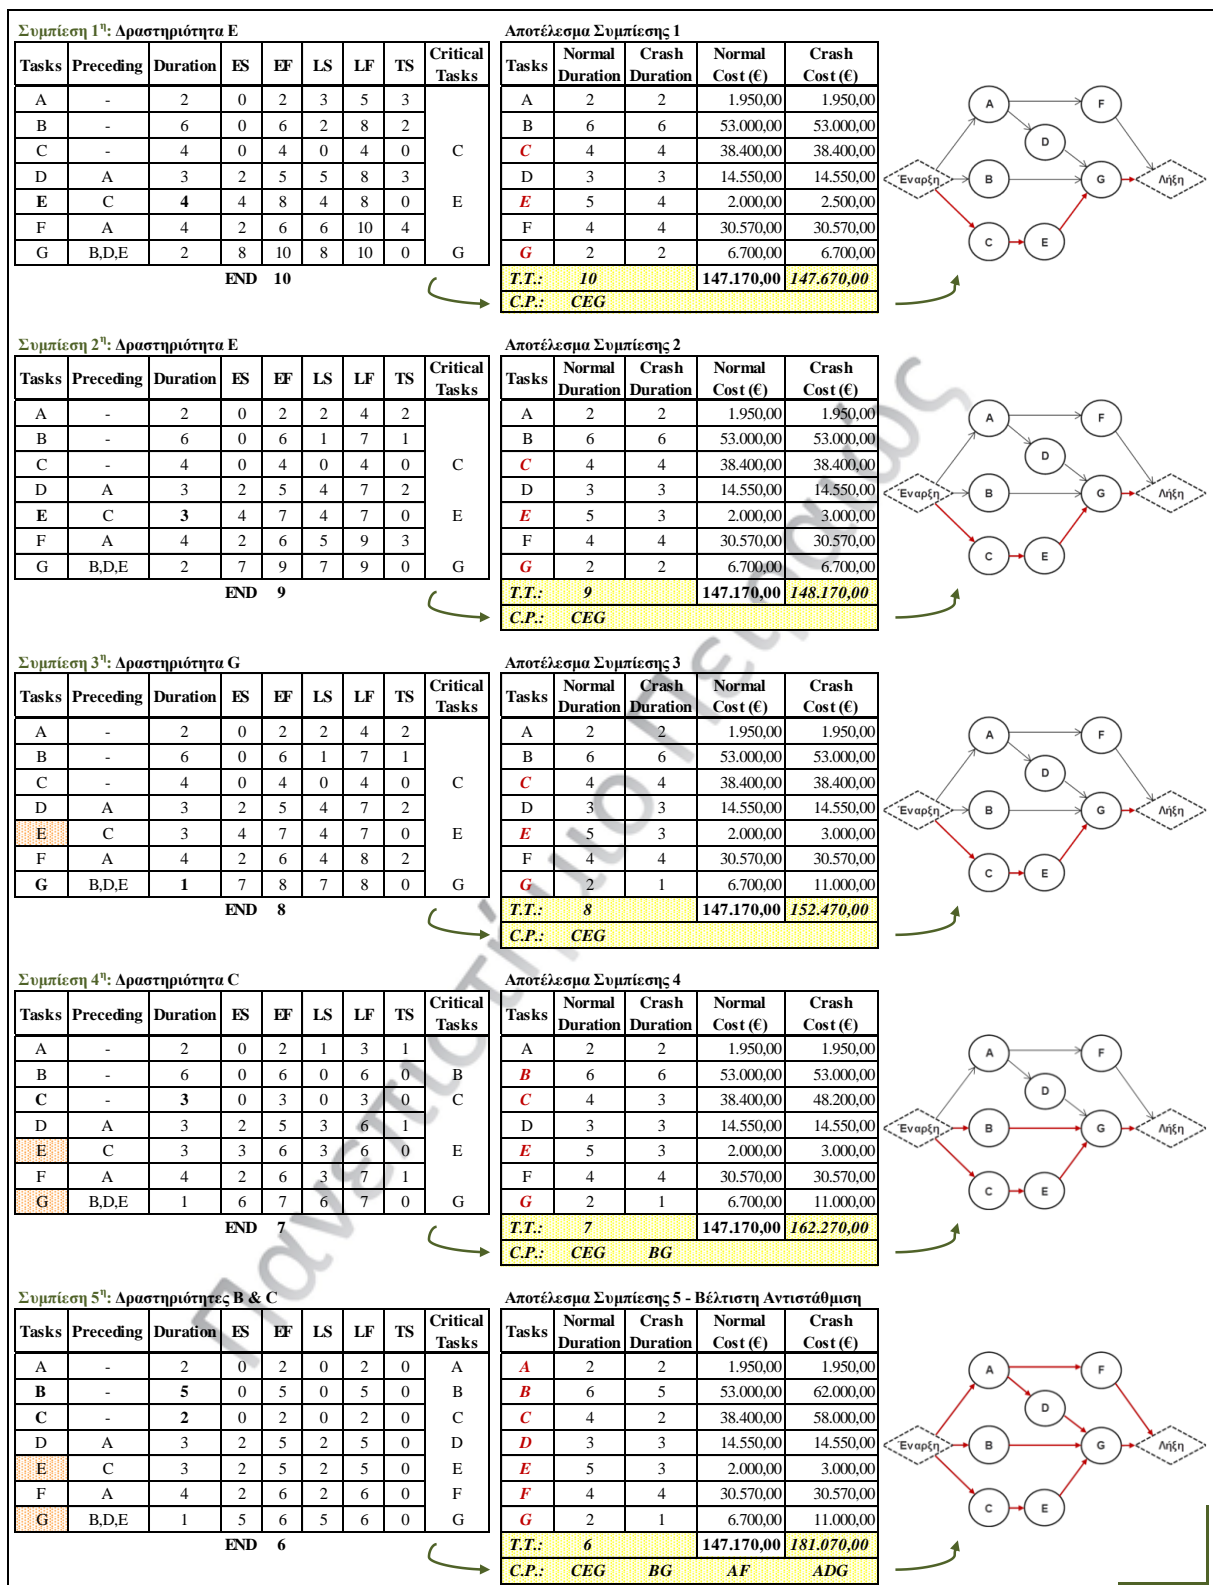 Συμπίεση 1η: Δραστηριότητα E
Tasks Preceding Duration ES EF LS LF TS Critical Tasks
A - 2 0 2 3 5 3
B - 6 0 6 2 8 2
C - 4 0 4 0 4 0 C
D A 3 2 5 5 8 3
E C 4 4 8 4 8 0 E
F A 4 2 6 6 10 4
G B,D,E 2 8 10 8 10 0 G
END 10
Αποτέλεσμα Συμπίεσης 1
Tasks Normal Duration Crash Duration Normal Cost (€) Crash Cost (€)
A 2 2 1.950,00 1.950,00
B 6 6 53.000,00 53.000,00
C 4 4 38.400,00 38.400,00
D 3 3 14.550,00 14.550,00
E 5 4 2.000,00 2.500,00
F 4 4 30.570,00 30.570,00
G 2 2 6.700,00 6.700,00
T.T.: 10 147.170,00 147.670,00
C.P.: CEG
A F
D
Έναρξη B G Λήξη
C E
Συμπίεση 2η: Δραστηριότητα E
Tasks Preceding Duration ES EF LS LF TS Critical Tasks
A - 2 0 2 2 4 2
B - 6 0 6 1 7 1
C - 4 0 4 0 4 0 C
D A 3 2 5 4 7 2
E C 3 4 7 4 7 0 E
F A 4 2 6 5 9 3
G B,D,E 2 7 9 7 9 0 G
END 9
Αποτέλεσμα Συμπίεσης 2
Tasks Normal Duration Crash Duration Normal Cost (€) Crash Cost (€)
A 2 2 1.950,00 1.950,00
B 6 6 53.000,00 53.000,00
C 4 4 38.400,00 38.400,00
D 3 3 14.550,00 14.550,00
E 5 3 2.000,00 3.000,00
F 4 4 30.570,00 30.570,00
G 2 2 6.700,00 6.700,00
T.T.: 9 147.170,00 148.170,00
C.P.: CEG
A F
D
Έναρξη B G Λήξη
C E
Συμπίεση 3η: Δραστηριότητα G
Tasks Preceding Duration ES EF LS LF TS Critical Tasks
A - 2 0 2 2 4 2
B - 6 0 6 1 7 1
C - 4 0 4 0 4 0 C
D A 3 2 5 4 7 2
E C 3 4 7 4 7 0 E
F A 4 2 6 4 8 2
G B,D,E 1 7 8 7 8 0 G
END 8
Αποτέλεσμα Συμπίεσης 3
Tasks Normal Duration Crash Duration Normal Cost (€) Crash Cost (€)
A 2 2 1.950,00 1.950,00
B 6 6 53.000,00 53.000,00
C 4 4 38.400,00 38.400,00
D 3 3 14.550,00 14.550,00
E 5 3 2.000,00 3.000,00
F 4 4 30.570,00 30.570,00
G 2 1 6.700,00 11.000,00
T.T.: 8 147.170,00 152.470,00
C.P.: CEG
A F
D
Έναρξη B G Λήξη
C E
Συμπίεση 4η: Δραστηριότητα C
Tasks Preceding Duration ES EF LS LF TS Critical Tasks
A - 2 0 2 1 3 1
B - 6 0 6 0 6 0 B
C - 3 0 3 0 3 0 C
D A 3 2 5 3 6 1
E C 3 3 6 3 6 0 E
F A 4 2 6 3 7 1
G B,D,E 1 6 7 6 7 0 G
END 7
Αποτέλεσμα Συμπίεσης 4
Tasks Normal Duration Crash Duration Normal Cost (€) Crash Cost (€)
A 2 2 1.950,00 1.950,00
B 6 6 53.000,00 53.000,00
C 4 3 38.400,00 48.200,00
D 3 3 14.550,00 14.550,00
E 5 3 2.000,00 3.000,00
F 4 4 30.570,00 30.570,00
G 2 1 6.700,00 11.000,00
T.T.: 7 147.170,00 162.270,00
C.P.: CEG BG
A F
D
Έναρξη B G Λήξη
C E
Συμπίεση 5η: Δραστηριότητες B & C
Tasks Preceding Duration ES EF LS LF TS Critical Tasks
A - 2 0 2 0 2 0 A
B - 5 0 5 0 5 0 B
C - 2 0 2 0 2 0 C
D A 3 2 5 2 5 0 D
E C 3 2 5 2 5 0 E
F A 4 2 6 2 6 0 F
G B,D,E 1 5 6 5 6 0 G
END 6
Αποτέλεσμα Συμπίεσης 5 - Βέλτιστη Αντιστάθμιση
Tasks Normal Duration Crash Duration Normal Cost (€) Crash Cost (€)
A 2 2 1.950,00 1.950,00
B 6 5 53.000,00 62.000,00
C 4 2 38.400,00 58.000,00
D 3 3 14.550,00 14.550,00
E 5 3 2.000,00 3.000,00
F 4 4 30.570,00 30.570,00
G 2 1 6.700,00 11.000,00
T.T.: 6 147.170,00 181.070,00
C.P.: CEG BG AF ADG
A F
D
Έναρξη B G Λήξη
C E
Πανεπιστήμιο Πειραιώς